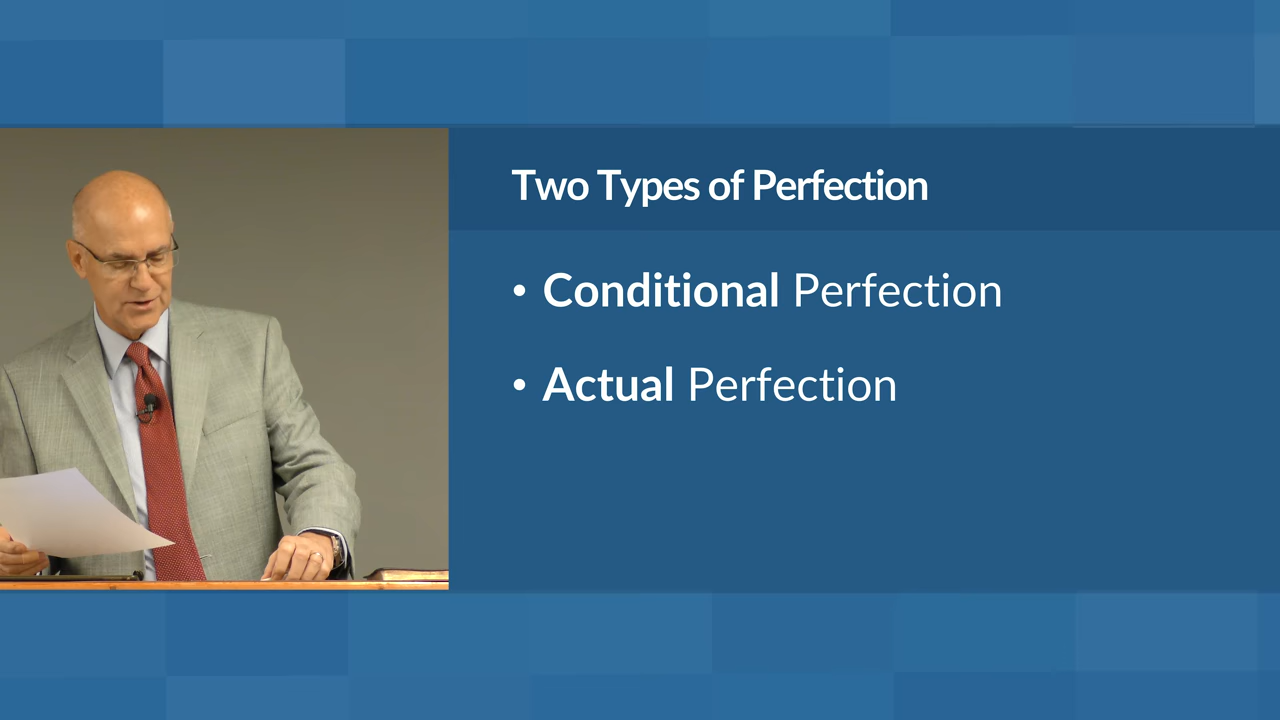 Two Types of Perfection
• Conditional Perfection
• Actual Perfection